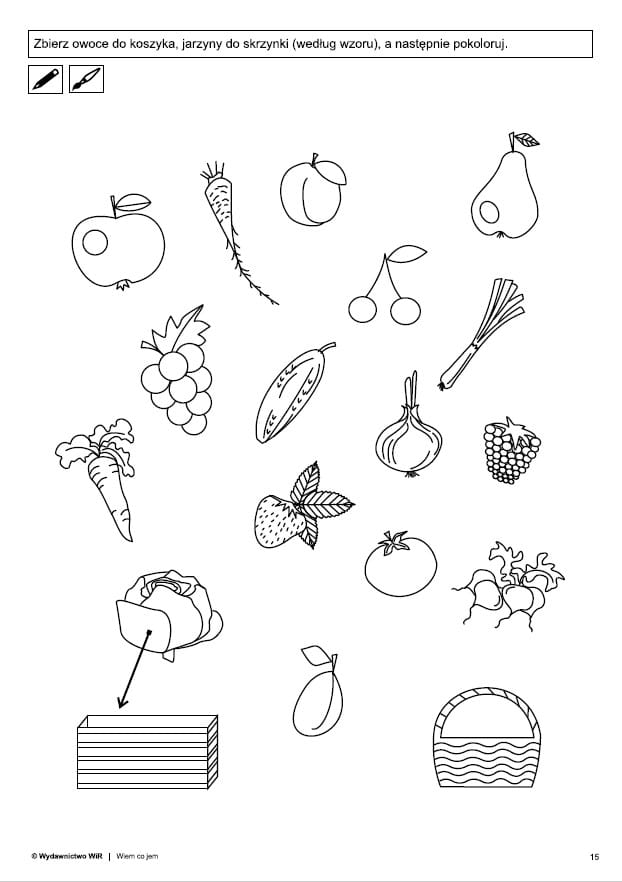 Zbierz owoce do koszyka, jarzyny do skrzynki (według wzoru), a następnie pokoloruj.
© Wydawnictwo WiR | Wiem co jem
15